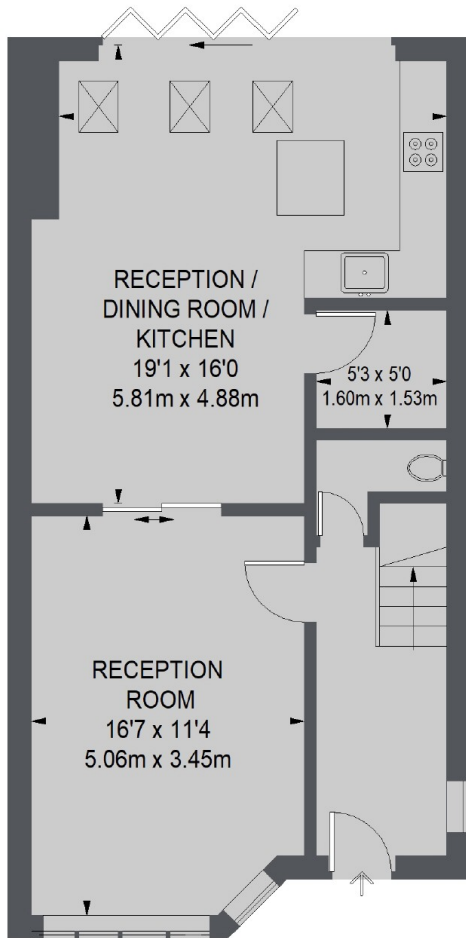 RECEPTION /
DINING ROOM /
KITCHEN
19'1 x 16'0
5.81m x 4.88m
5'3 x 5'0
1.60m x 1.53m
RECEPTION
ROOM
16'7 x 11'4
5.06m x 3.45m